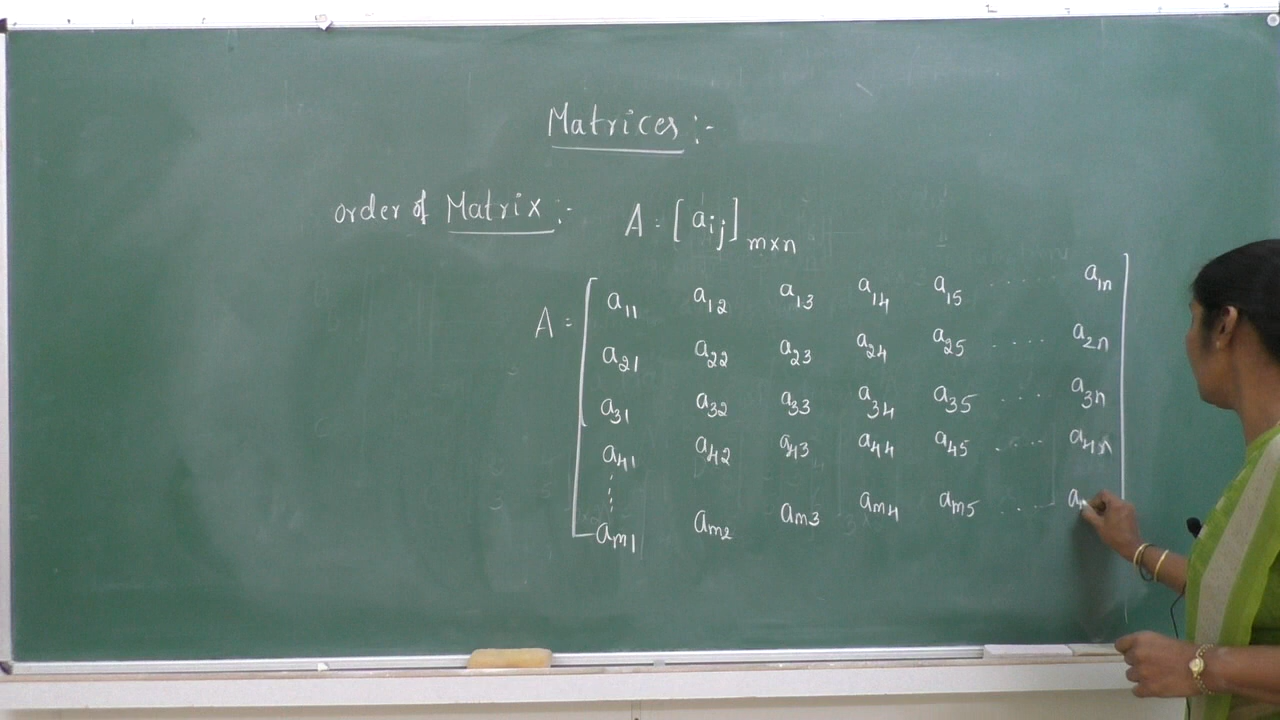 Matrices :-
order of Matrix :- A = [aij]m×n
A = [ a11 a12 a13 a14 a15 ...... a1n
a21 a22 a23 a24 a25 .... a2n
a31 a32 a33 a34 a35 .... a3n
a41 a42 a43 a44 a45 ..... a4n
am1 am2 am3 am4 am5 .... a ]